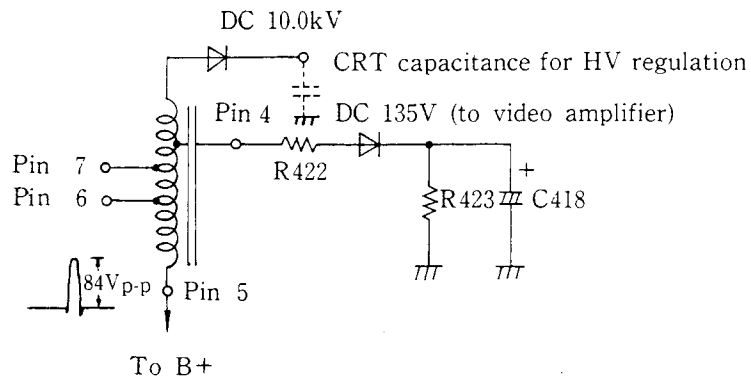 DC 10.0kV
CRT capacitance for HV regulation
Pin 4
DC 135V (to video amplifier)
R422
Pin 7
Pin 6
R423
+
C418
84Vp-p
Pin 5
To B+